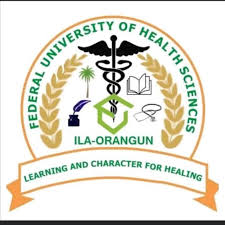 FEDERAL UNIVERSITY OF HEALTH SCIENCES
ILA-ORANGUN
LEARNING AND CHARACTER FOR HEALING